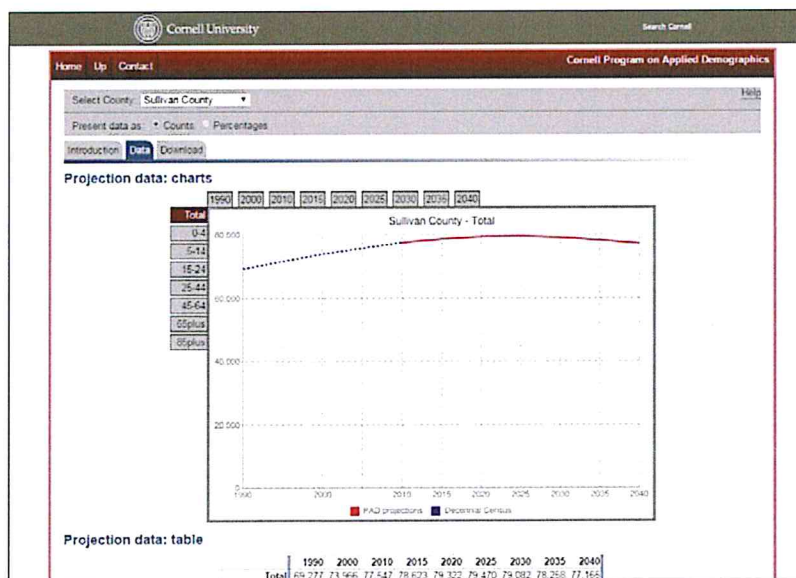 Cornell University
Search Cornell
Home Up Contact
Cornell Program on Applied Demographics
Select County: Sullivan County
Help
Present data as: Counts Percentages
Introduction Data Download
Projection data: charts
1990 2000 2010 2015 2020 2025 2030 2035 2040
Total
0-4
5-14
15-24
25-44
45-64
65plus
85plus
Sullivan County - Total
80,000
60,000
40,000
20,000
0
1990 2000 2010 2015 2020 2025 2030 2035 2040
PAD projections Decennial Census
Projection data: table
1990 2000 2010 2015 2020 2025 2030 2035 2040
Total 69,277 73,966 77,547 78,623 79,322 79,470 79,082 78,258 77,165